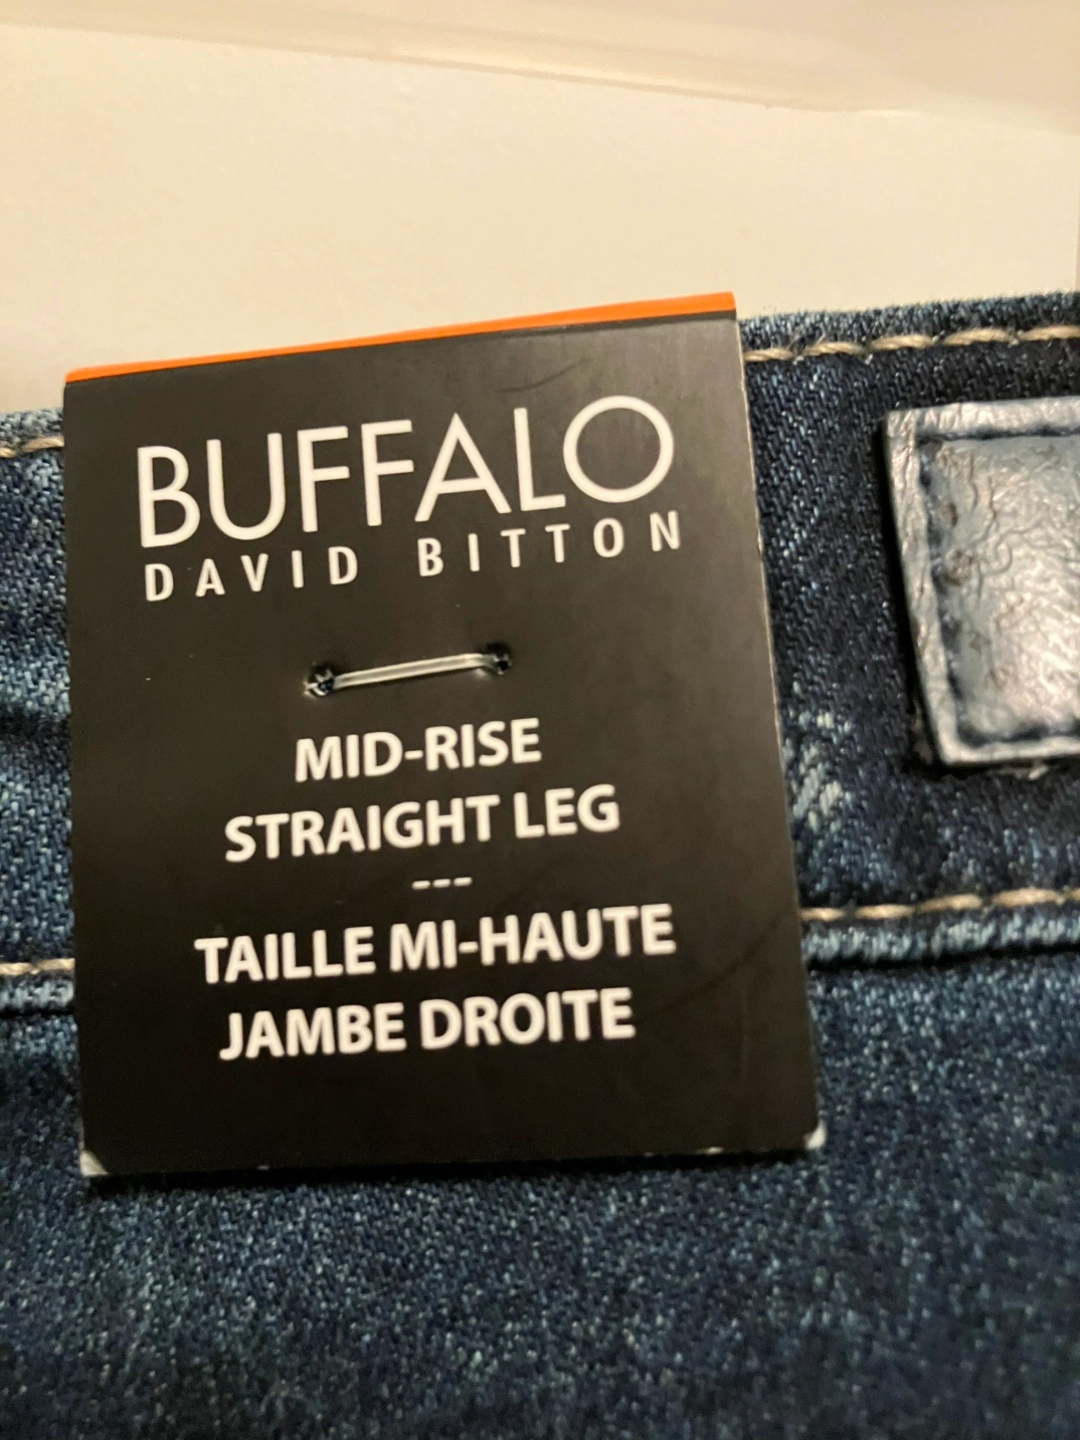 BUFFALO
DAVID BITTON
MID-RISE
STRAIGHT LEG
---
TAILLE MI-HAUTE
JAMBE DROITE